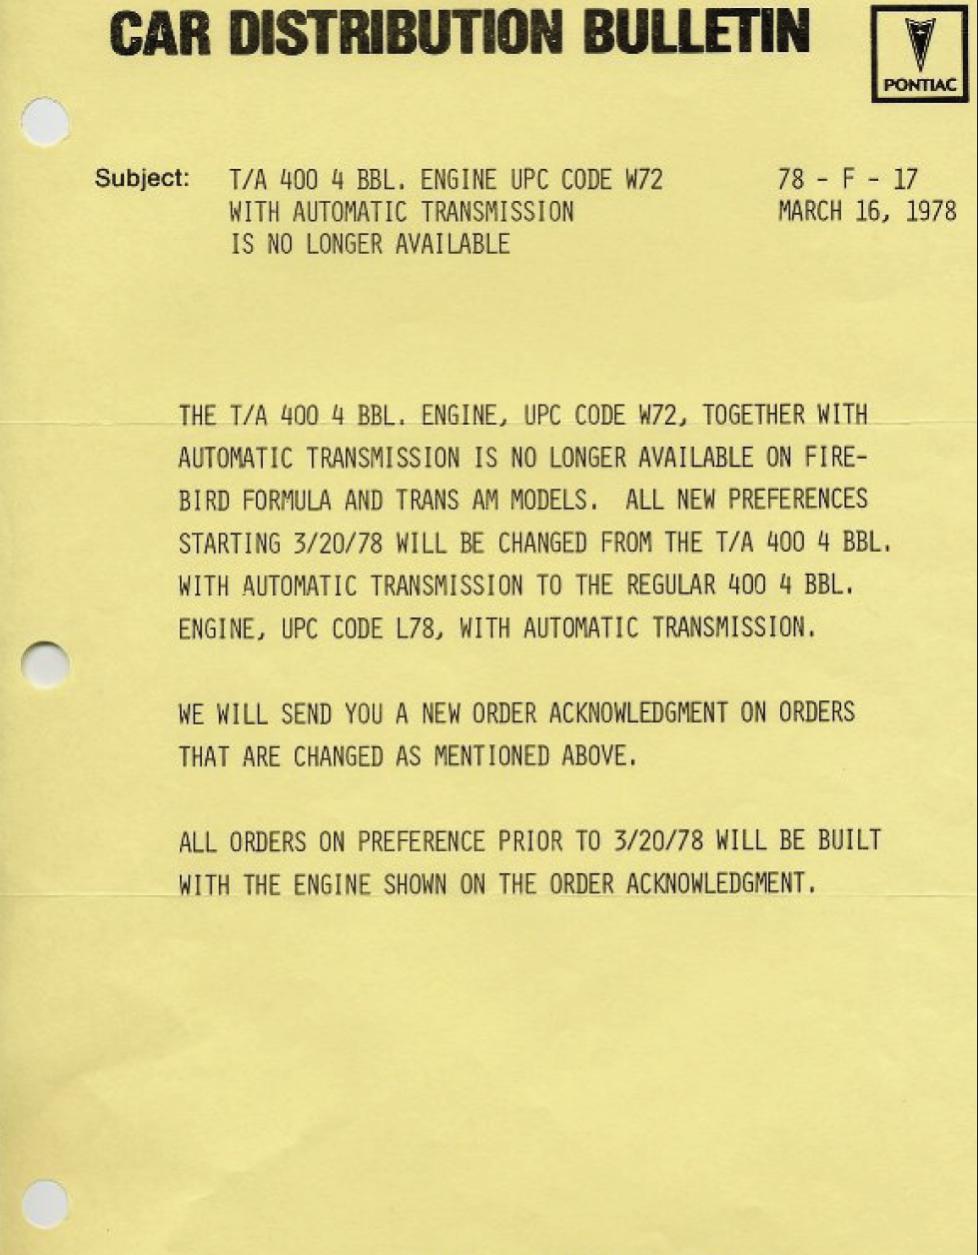 CAR DISTRIBUTION BULLETIN
PONTIAC
Subject: T/A 400 4 BBL. ENGINE UPC CODE W72 78 - F - 17
WITH AUTOMATIC TRANSMISSION MARCH 16, 1978
IS NO LONGER AVAILABLE
THE T/A 400 4 BBL. ENGINE, UPC CODE W72, TOGETHER WITH
AUTOMATIC TRANSMISSION IS NO LONGER AVAILABLE ON FIRE-
BIRD FORMULA AND TRANS AM MODELS. ALL NEW PREFERENCES
STARTING 3/20/78 WILL BE CHANGED FROM THE T/A 400 4 BBL.
WITH AUTOMATIC TRANSMISSION TO THE REGULAR 400 4 BBL.
ENGINE, UPC CODE L78, WITH AUTOMATIC TRANSMISSION.
WE WILL SEND YOU A NEW ORDER ACKNOWLEDGMENT ON ORDERS
THAT ARE CHANGED AS MENTIONED ABOVE.
ALL ORDERS ON PREFERENCE PRIOR TO 3/20/78 WILL BE BUILT
WITH THE ENGINE SHOWN ON THE ORDER ACKNOWLEDGMENT.